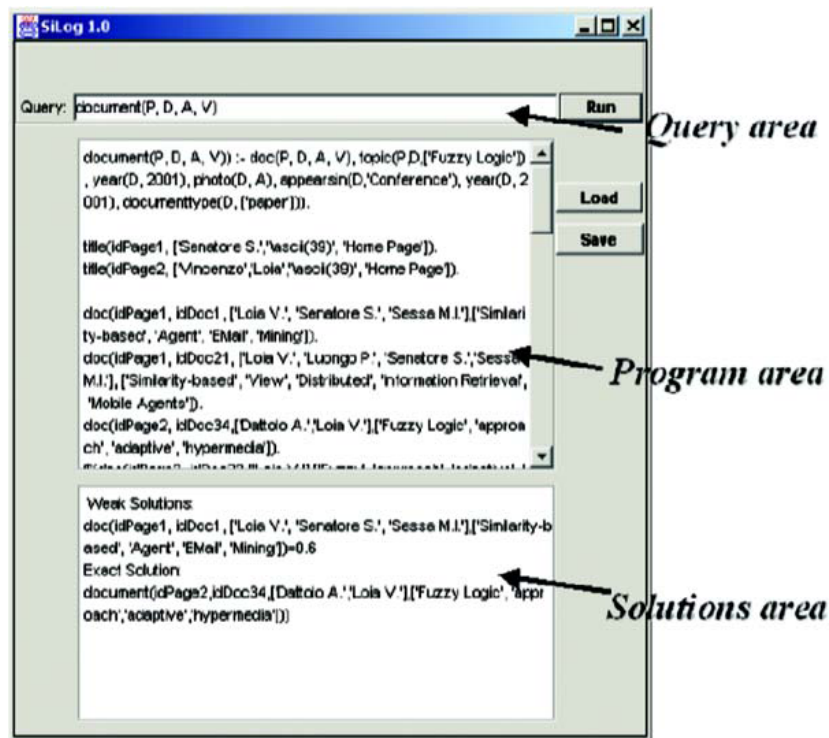 SiLog 1.0
Query: document(P, D, A, V)
Run
Query area
document(P, D, A, V)) :- doc(P, D, A, V), topic(P,D,['Fuzzy Logic'])
, year(D, 2001), photo(D, A), appearsin(D,'Conference'), year(D, 2
001), documenttype(D, ['paper'])).
Load
Save
title(idPage1, ['Senatore S.','\asci(39)', 'Home Page']).
title(idPage2, ['Vincenzo','Loia','\asci(39)', 'Home Page']).
doc(idPage1, idDoc1, ['Loia V.', 'Senatore S.', 'Sessa M.I.'],['Similari
ty-based', 'Agent', 'EMail', 'Mining']).
doc(idPage1, idDoc21, ['Loia V.', 'Luongo P.', 'Senatore S.','Sessa
M.I.'], ['Similarity-based', 'View', 'Distributed', 'Information Retrieval',
'Mobile Agents']).
Program area
doc(idPage2, idDoc34,['Dattolo A.','Loia V.'],['Fuzzy Logic', 'approa
ch', 'adaptive', 'hypermedia']).
Weak Solutions:
doc(idPage1, idDoc1, ['Loia V.', 'Senatore S.', 'Sessa M.I.'],['Similarity-b
ased', 'Agent', 'EMail', 'Mining'])=0.6
Exact Solution:
document(idPage2,idDoc34,['Dattolo A.','Loia V.'],['Fuzzy Logic', 'appr
oach','adaptive','hypermedia']))
Solutions area